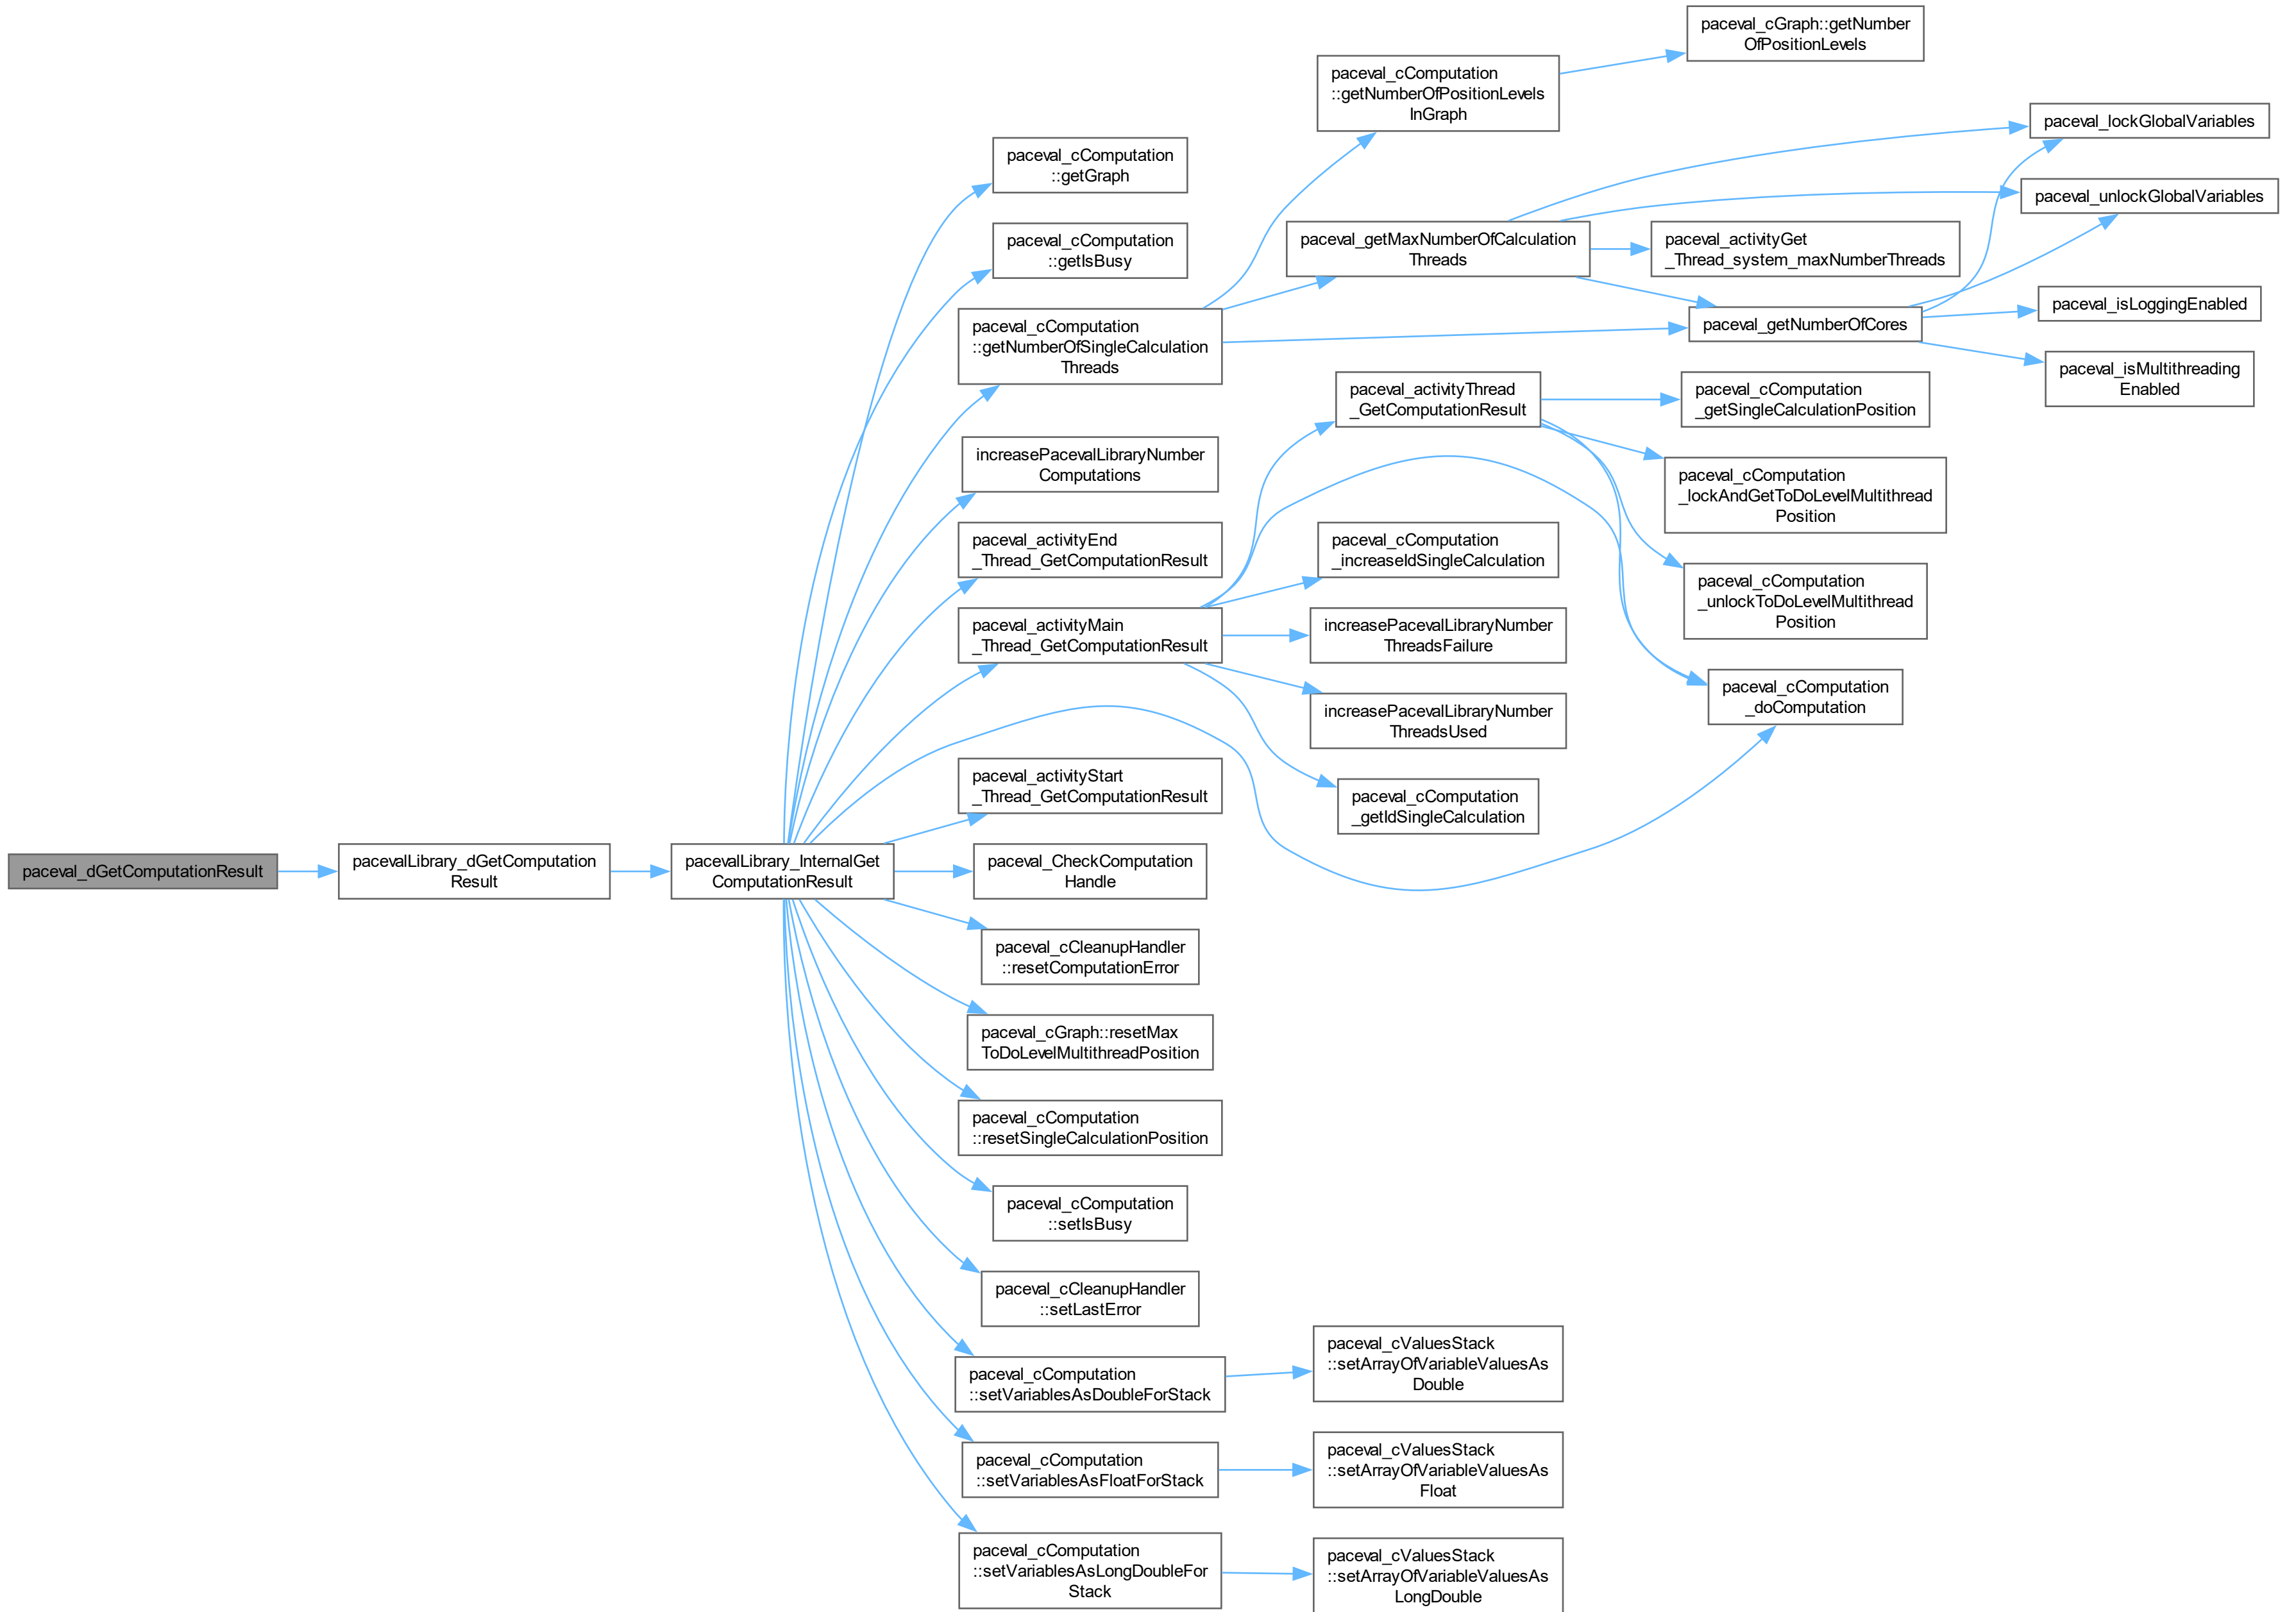 paceval_dGetComputationResult
pacevalLibrary_dGetComputation
Result
pacevalLibrary_InternalGet
ComputationResult
paceval_cComputation
::getGraph
paceval_cComputation
::getIsBusy
paceval_cComputation
::getNumberOfSingleCalculation
Threads
increasePacevalLibraryNumber
Computations
paceval_activityEnd
_Thread_GetComputationResult
paceval_activityMain
_Thread_GetComputationResult
paceval_activityStart
_Thread_GetComputationResult
paceval_CheckComputation
Handle
paceval_cCleanupHandler
::resetComputationError
paceval_cGraph::resetMax
ToDoLevelMultithreadPosition
paceval_cComputation
::resetSingleCalculationPosition
paceval_cComputation
::setIsBusy
paceval_cCleanupHandler
::setLastError
paceval_cComputation
::setVariablesAsDoubleForStack
paceval_cComputation
::setVariablesAsFloatForStack
paceval_cComputation
::setVariablesAsLongDoubleFor
Stack
paceval_cComputation
::getNumberOfPositionLevels
InGraph
paceval_getMaxNumberOfCalculation
Threads
paceval_activityThread
_GetComputationResult
paceval_cComputation
_increaseIdSingleCalculation
increasePacevalLibraryNumber
ThreadsFailure
increasePacevalLibraryNumber
ThreadsUsed
paceval_cComputation
_getIdSingleCalculation
paceval_cValuesStack
::setArrayOfVariableValuesAs
Double
paceval_cValuesStack
::setArrayOfVariableValuesAs
Float
paceval_cValuesStack
::setArrayOfVariableValuesAs
LongDouble
paceval_cGraph::getNumber
OfPositionLevels
paceval_activityGet
_Thread_system_maxNumberThreads
paceval_getNumberOfCores
paceval_cComputation
_getSingleCalculationPosition
paceval_cComputation
_lockAndGetToDoLevelMultithread
Position
paceval_cComputation
_unlockToDoLevelMultithread
Position
paceval_cComputation
_doComputation
paceval_lockGlobalVariables
paceval_unlockGlobalVariables
paceval_isLoggingEnabled
paceval_isMultithreading
Enabled